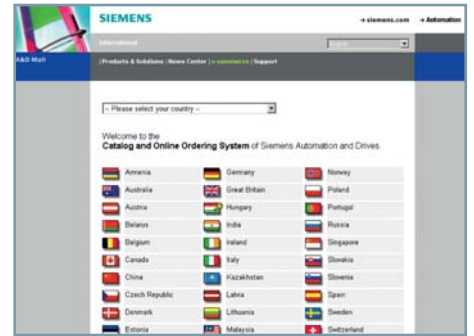 SIEMENS
→ siemens.com → Automation
International
English
A&D Mall
| Products & Solutions | News Center | e-commerce | Support
-- Please select your country --
Welcome to the
Catalog and Online Ordering System of Siemens Automation and Drives
Armenia Germany Norway
Australia Great Britain Poland
Austria Hungary Portugal
Belarus India Russia
Belgium Ireland Singapore
Canada Italy Slovakia
China Kazakhstan Slovenia
Czech Republic Latvia Spain
Denmark Lithuania Sweden
Estonia Malaysia Switzerland